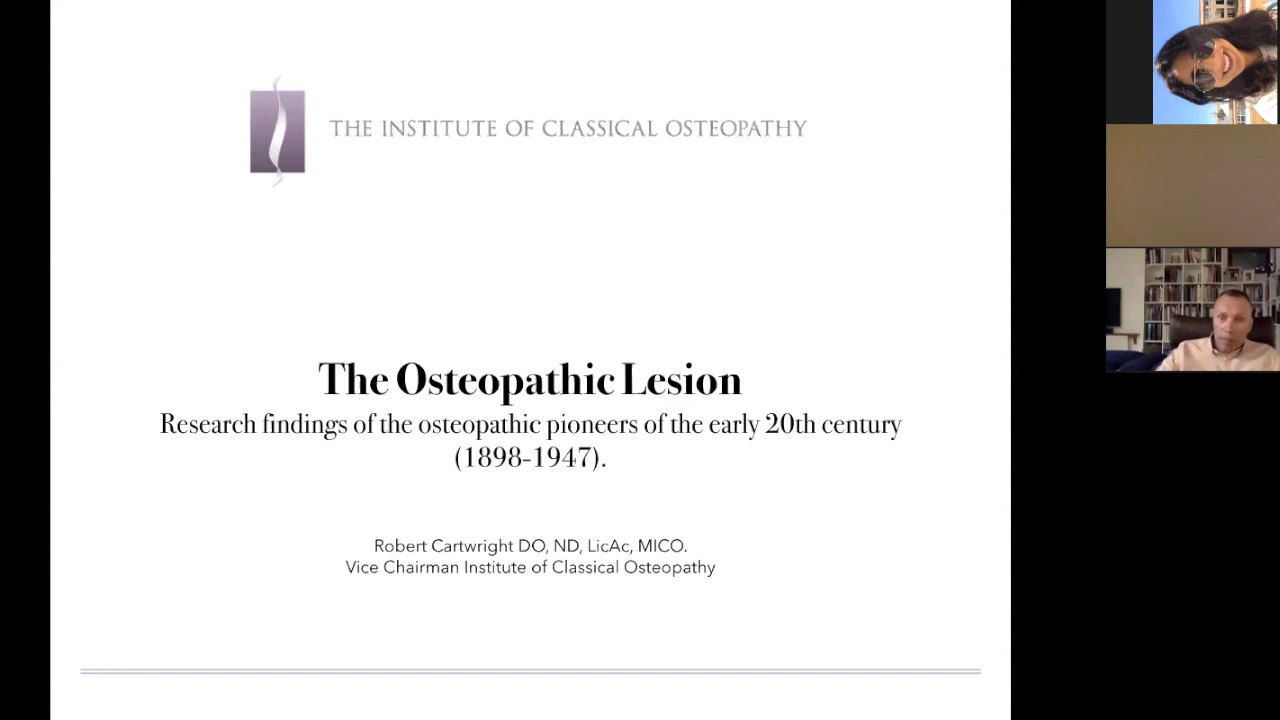 THE INSTITUTE OF CLASSICAL OSTEOPATHY
The Osteopathic Lesion
Research findings of the osteopathic pioneers of the early 20th century
(1898-1947).
Robert Cartwright DO, ND, LicAc, MICO.
Vice Chairman Institute of Classical Osteopathy